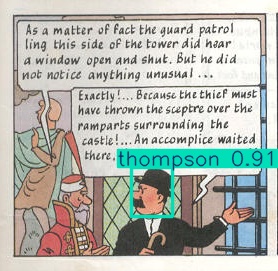 As a matter of fact the guard patrol
ling this side of the tower did hear
a window open and shut. But he did
not notice anything unusual ...
Exactly!... Because the thief must
have thrown the sceptre over the
ramparts surrounding the
castle!... An accomplice waited
there.
thompson 0.91